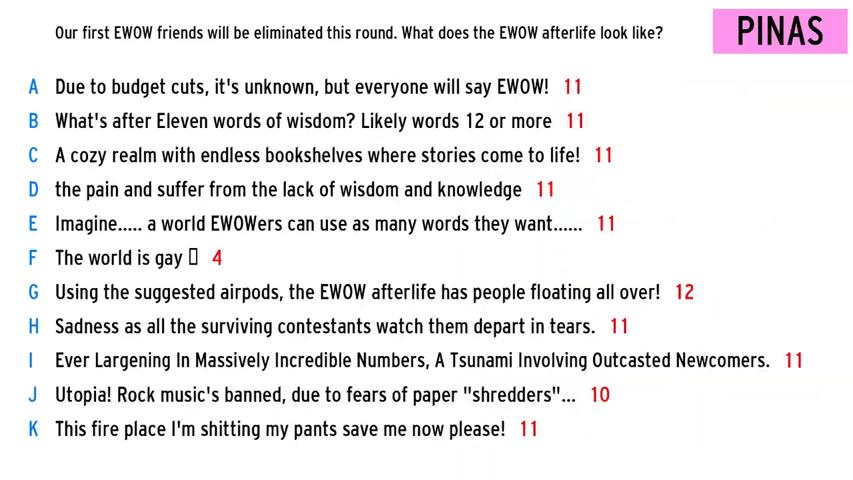 Our first EWOW friends will be eliminated this round. What does the EWOW afterlife look like?
PINAS
A Due to budget cuts, it's unknown, but everyone will say EWOW! 11
B What's after Eleven words of wisdom? Likely words 12 or more 11
C A cozy realm with endless bookshelves where stories come to life! 11
D the pain and suffer from the lack of wisdom and knowledge 11
E Imagine..... a world EWOWers can use as many words they want...... 11
F The world is gay ▯ 4
G Using the suggested airpods, the EWOW afterlife has people floating all over! 12
H Sadness as all the surviving contestants watch them depart in tears. 11
I Ever Largening In Massively Incredible Numbers, A Tsunami Involving Outcasted Newcomers. 11
J Utopia! Rock music's banned, due to fears of paper "shredders"... 10
K This fire place I'm shitting my pants save me now please! 11